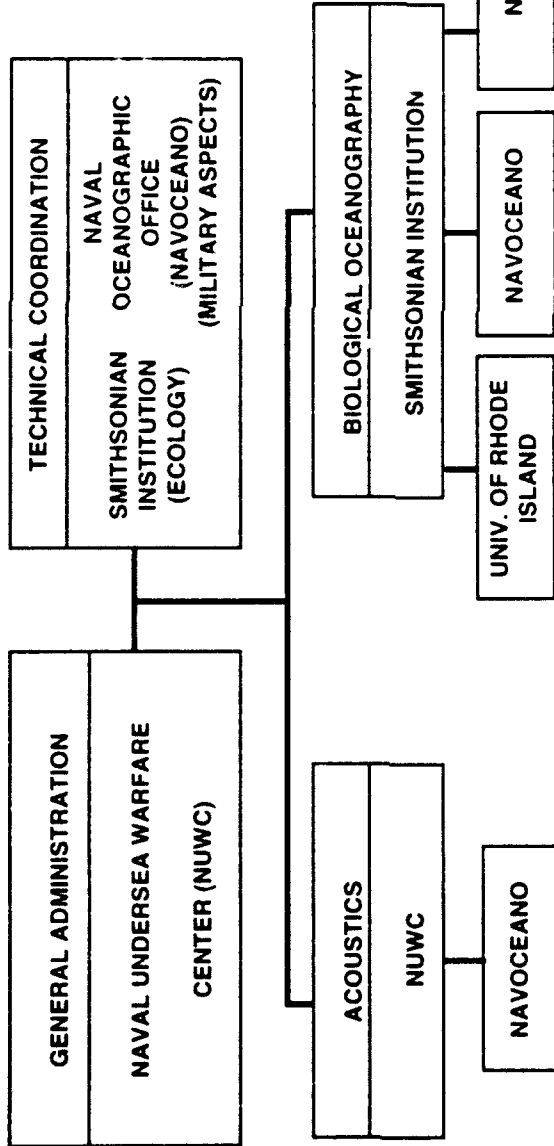 GENERAL ADMINISTRATION
NAVAL UNDERSEA WARFARE
CENTER (NUWC)
TECHNICAL COORDINATION
SMITHSONIAN
INSTITUTION
(ECOLOGY)
NAVAL
OCEANOGRAPHIC
OFFICE
(NAVOCEANO)
(MILITARY ASPECTS)
ACOUSTICS
NUWC
NAVOCEANO
BIOLOGICAL OCEANOGRAPHY
SMITHSONIAN INSTITUTION
UNIV. OF RHODE
ISLAND
NAVOCEANO